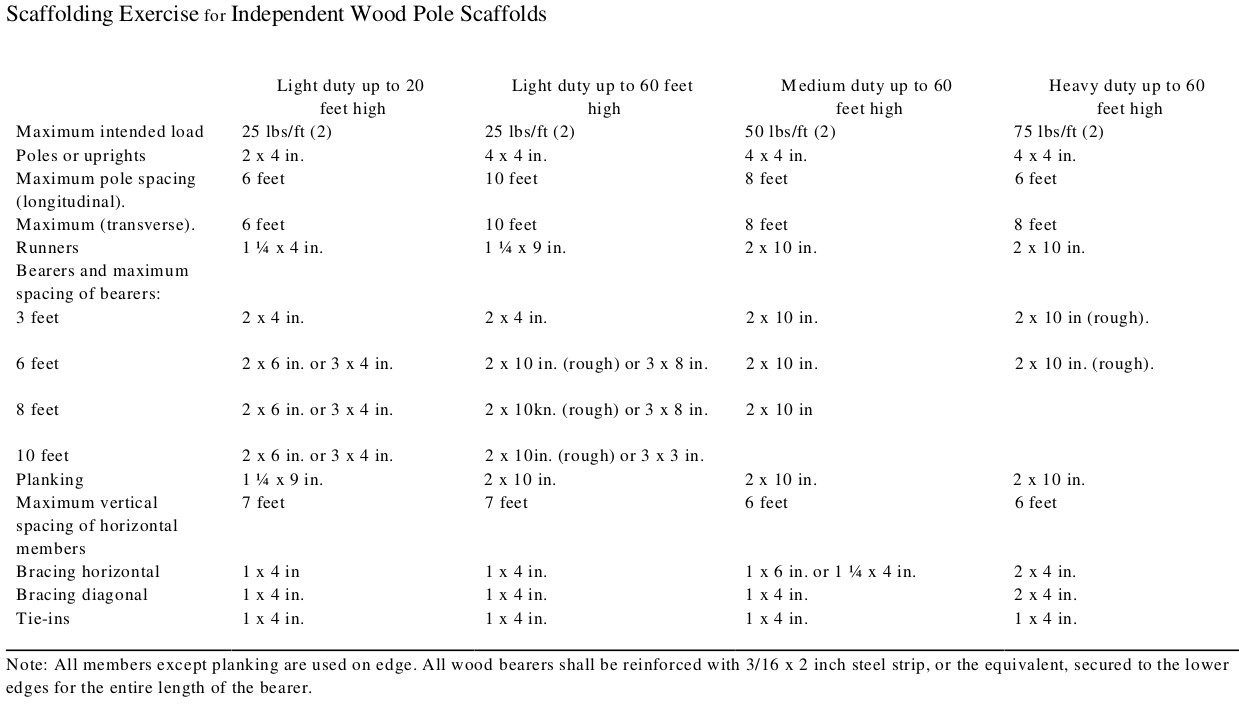 Scaffolding Exercise for Independent Wood Pole Scaffolds
Light duty up to 20 feet high Light duty up to 60 feet high Medium duty up to 60 feet high Heavy duty up to 60 feet high
Maximum intended load 25 lbs/ft (2) 25 lbs/ft (2) 50 lbs/ft (2) 75 lbs/ft (2)
Poles or uprights 2 x 4 in. 4 x 4 in. 4 x 4 in. 4 x 4 in.
Maximum pole spacing 6 feet 10 feet 8 feet 6 feet
(longitudinal).
Maximum (transverse). 6 feet 10 feet 8 feet 8 feet
Runners 1 ¼ x 4 in. 1 ¼ x 9 in. 2 x 10 in. 2 x 10 in.
Bearers and maximum
spacing of bearers:
3 feet 2 x 4 in. 2 x 4 in. 2 x 10 in. 2 x 10 in (rough).
6 feet 2 x 6 in. or 3 x 4 in. 2 x 10 in. (rough) or 3 x 8 in. 2 x 10 in. 2 x 10 in. (rough).
8 feet 2 x 6 in. or 3 x 4 in. 2 x 10kn. (rough) or 3 x 8 in. 2 x 10 in
10 feet 2 x 6 in. or 3 x 4 in. 2 x 10in. (rough) or 3 x 3 in.
Planking 1 ¼ x 9 in. 2 x 10 in. 2 x 10 in. 2 x 10 in.
Maximum vertical 7 feet 7 feet 6 feet 6 feet
spacing of horizontal
members
Bracing horizontal 1 x 4 in 1 x 4 in. 1 x 6 in. or 1 ¼ x 4 in. 2 x 4 in.
Bracing diagonal 1 x 4 in. 1 x 4 in. 1 x 4 in. 2 x 4 in.
Tie-ins 1 x 4 in. 1 x 4 in. 1 x 4 in. 1 x 4 in.
Note: All members except planking are used on edge. All wood bearers shall be reinforced with 3/16 x 2 inch steel strip, or the equivalent, secured to the lower
edges for the entire length of the bearer.